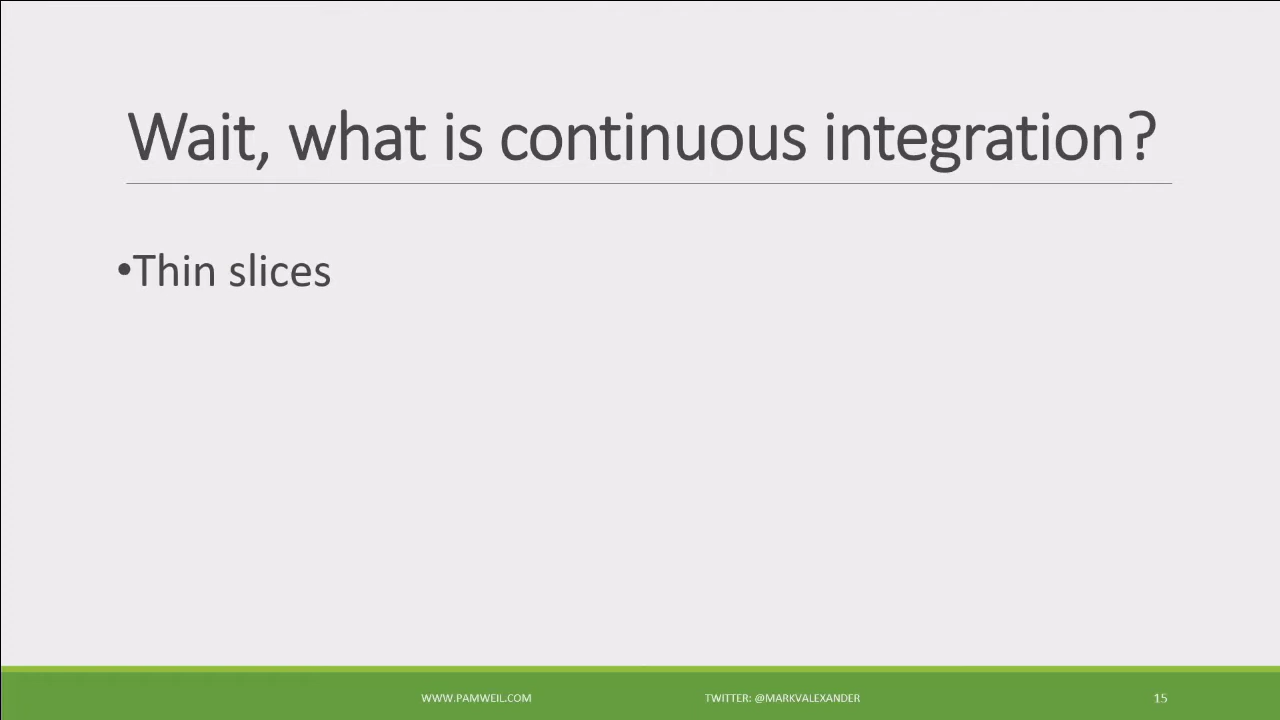 Wait, what is continuous integration?
•Thin slices
WWW.PAMWEIL.COM
TWITTER: @MARKVALEXANDER
15